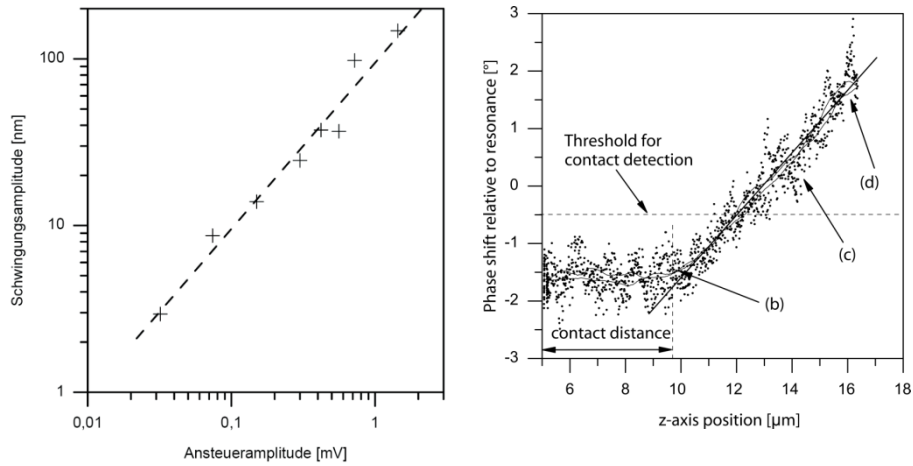 Schwingungsamplitude [nm]
100
10
1
0,01
0,1
1
Ansteueramplitude [mV]
Phase shift relative to resonance [°]
3
2
1
0
-1
-2
-3
Threshold for
contact detection
(d)
(c)
(b)
contact distance
6
8
10
12
14
16
18
z-axis position [µm]